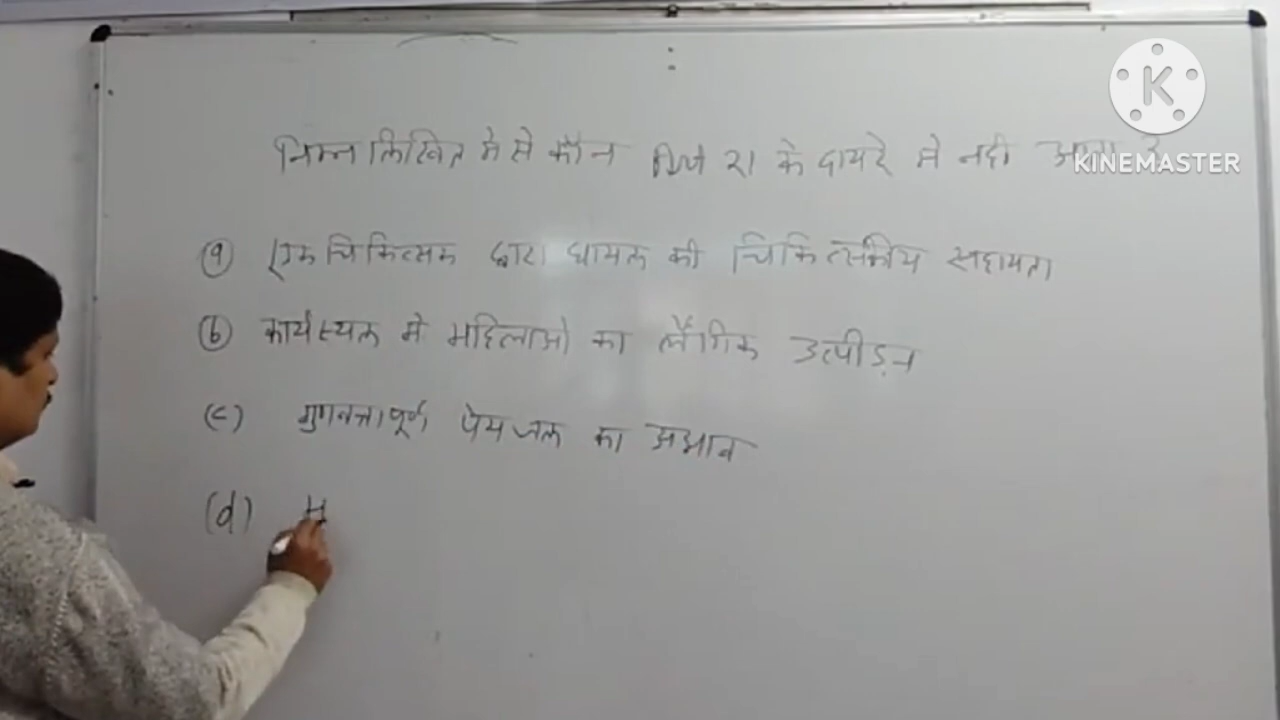 निम्नलिखित मे से कौन Art 21 के दायरे मे नही आता
(a) एक चिकित्सक द्वारा घायल की चिकित्सकीय सहायता
(b) कार्यस्थल मे महिलाओ का लैंगिक उत्पीड़न
(c) गुणवत्तापूर्ण पेयजल का अभाव
(d) म
K
KINEMASTER